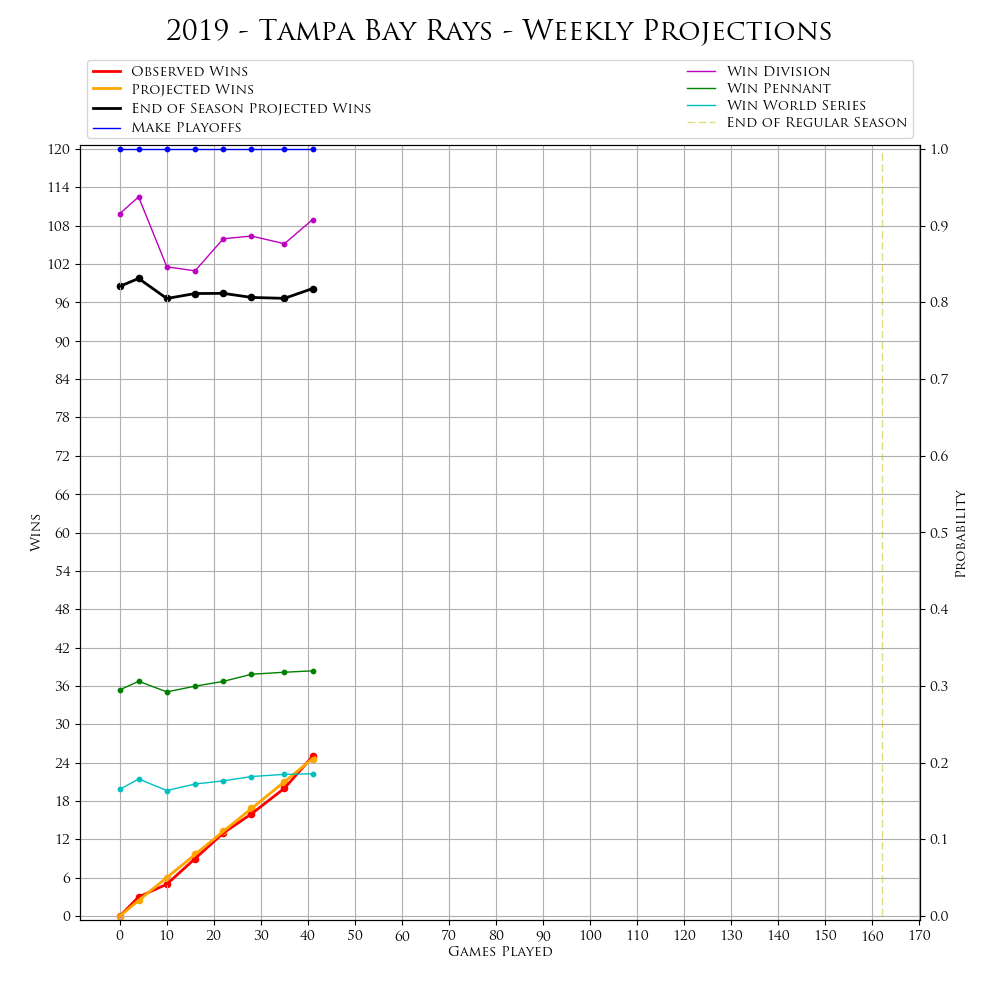 2019 - Tampa Bay Rays - Weekly Projections
Observed Wins
Projected Wins
End of Season Projected Wins
Make Playoffs
Win Division
Win Pennant
Win World Series
End of Regular Season
120
114
108
102
96
90
84
78
72
66
60
54
48
42
36
30
24
18
12
6
0
Wins
1.0
0.9
0.8
0.7
0.6
0.5
0.4
0.3
0.2
0.1
0.0
Probability
0 10 20 30 40 50 60 70 80 90 100 110 120 130 140 150 160 170
Games Played